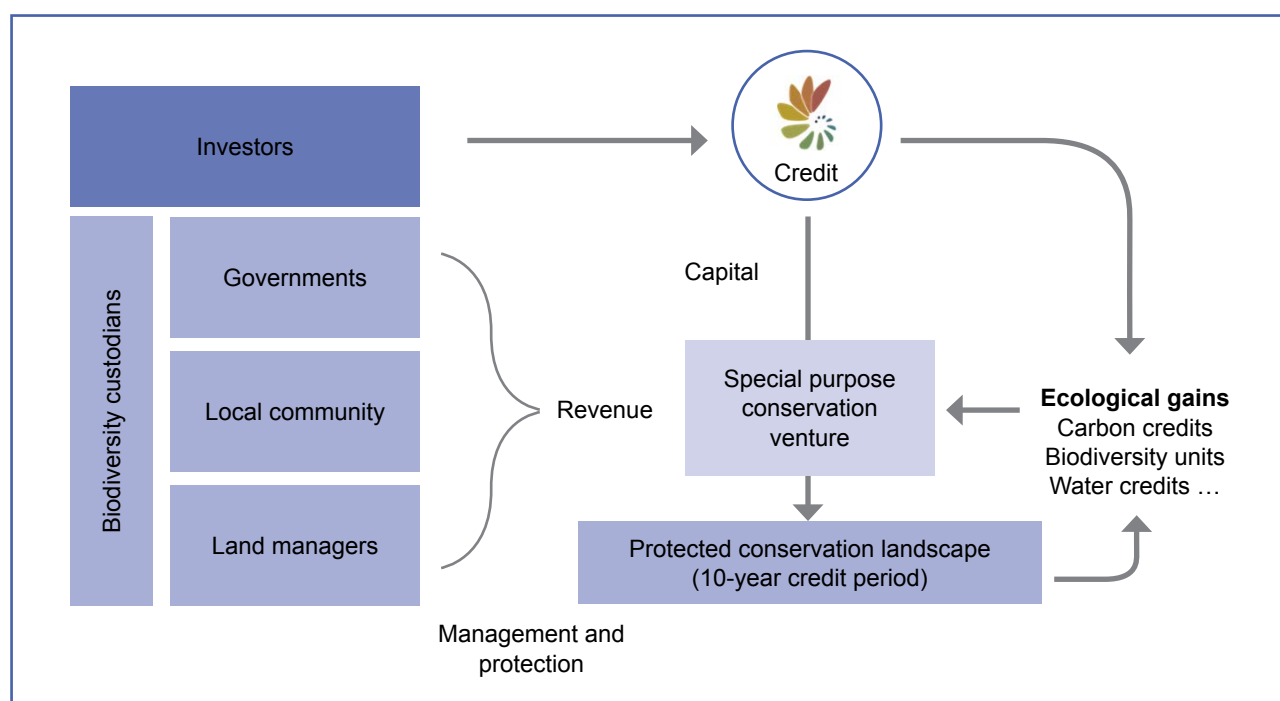 Investors
Credit
Biodiversity custodians
Governments
Local community
Land managers
Revenue
Management and
protection
Capital
Special purpose
conservation
venture
Protected conservation landscape
(10-year credit period)
Ecological gains
Carbon credits
Biodiversity units
Water credits …